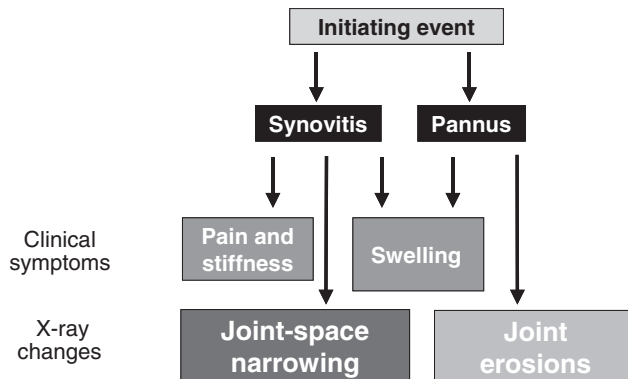 Initiating event
Synovitis
Pannus
Clinical
symptoms
Pain and
stiffness
Swelling
X-ray
changes
Joint-space
narrowing
Joint
erosions